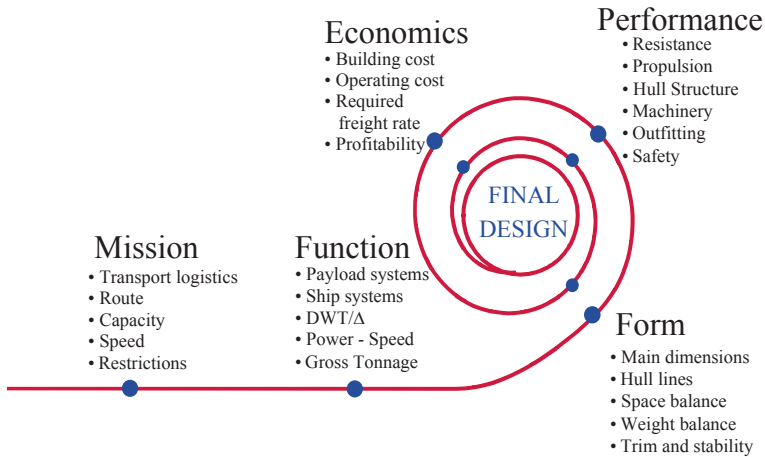 Economics
• Building cost
• Operating cost
• Required
freight rate
• Profitability
Performance
• Resistance
• Propulsion
• Hull Structure
• Machinery
• Outfitting
• Safety
FINAL
DESIGN
Mission
• Transport logistics
• Route
• Capacity
• Speed
• Restrictions
Function
• Payload systems
• Ship systems
• DWT/Δ
• Power - Speed
• Gross Tonnage
Form
• Main dimensions
• Hull lines
• Space balance
• Weight balance
• Trim and stability